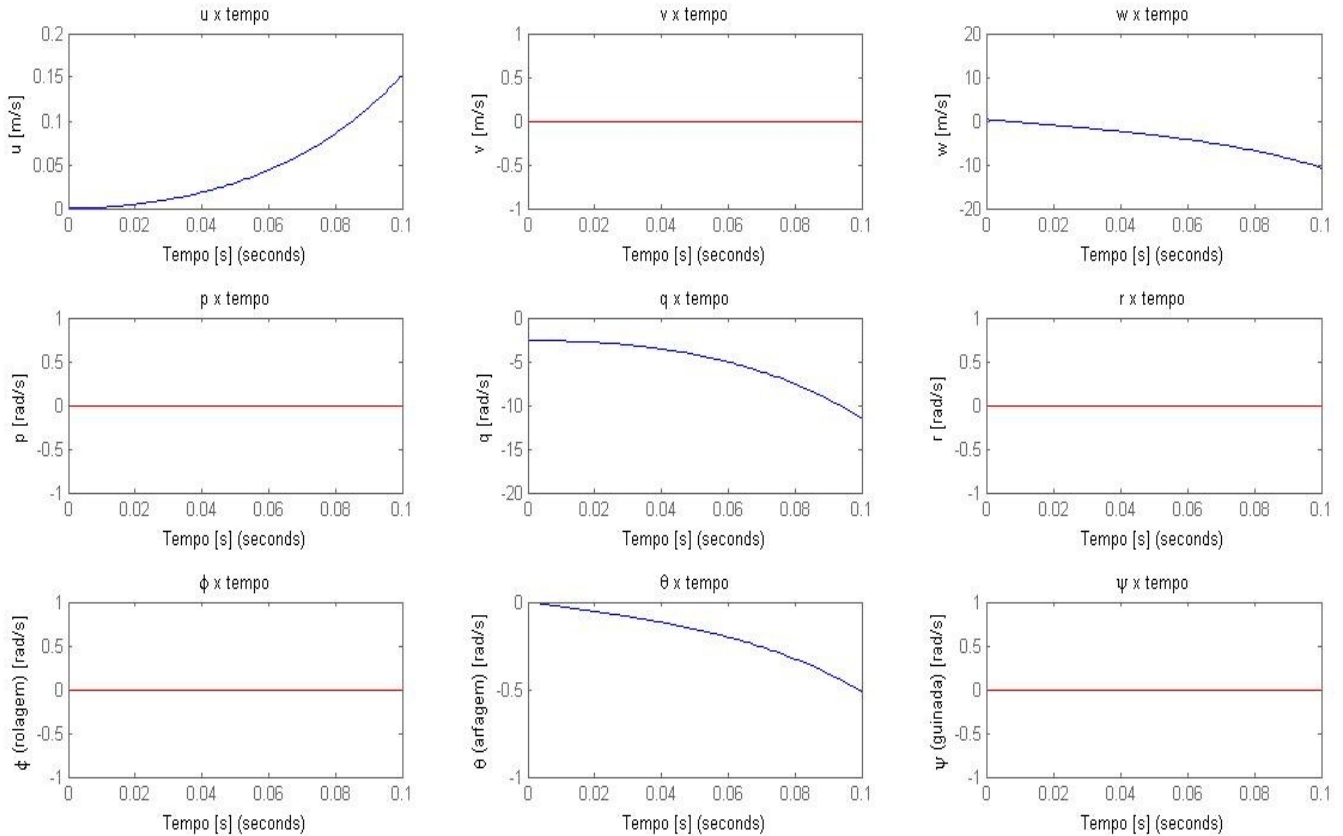 u x tempo
0.2
0.15
0.1
0.05
0
u [m/s]
0 0.02 0.04 0.06 0.08 0.1
Tempo [s] (seconds)
v x tempo
1
0.5
0
-0.5
-1
v [m/s]
0 0.02 0.04 0.06 0.08 0.1
Tempo [s] (seconds)
w x tempo
20
10
0
-10
-20
w [m/s]
0 0.02 0.04 0.06 0.08 0.1
Tempo [s] (seconds)
p x tempo
1
0.5
0
-0.5
-1
p [rad/s]
0 0.02 0.04 0.06 0.08 0.1
Tempo [s] (seconds)
q x tempo
0
-5
-10
-15
-20
q [rad/s]
0 0.02 0.04 0.06 0.08 0.1
Tempo [s] (seconds)
r x tempo
1
0.5
0
-0.5
-1
r [rad/s]
0 0.02 0.04 0.06 0.08 0.1
Tempo [s] (seconds)
ϕ x tempo
1
0.5
0
-0.5
-1
ϕ (rolagem) [rad/s]
0 0.02 0.04 0.06 0.08 0.1
Tempo [s] (seconds)
θ x tempo
0
-0.5
-1
θ (arfagem) [rad/s]
0 0.02 0.04 0.06 0.08 0.1
Tempo [s] (seconds)
ψ x tempo
1
0.5
0
-0.5
-1
ψ (guinada) [rad/s]
0 0.02 0.04 0.06 0.08 0.1
Tempo [s] (seconds)